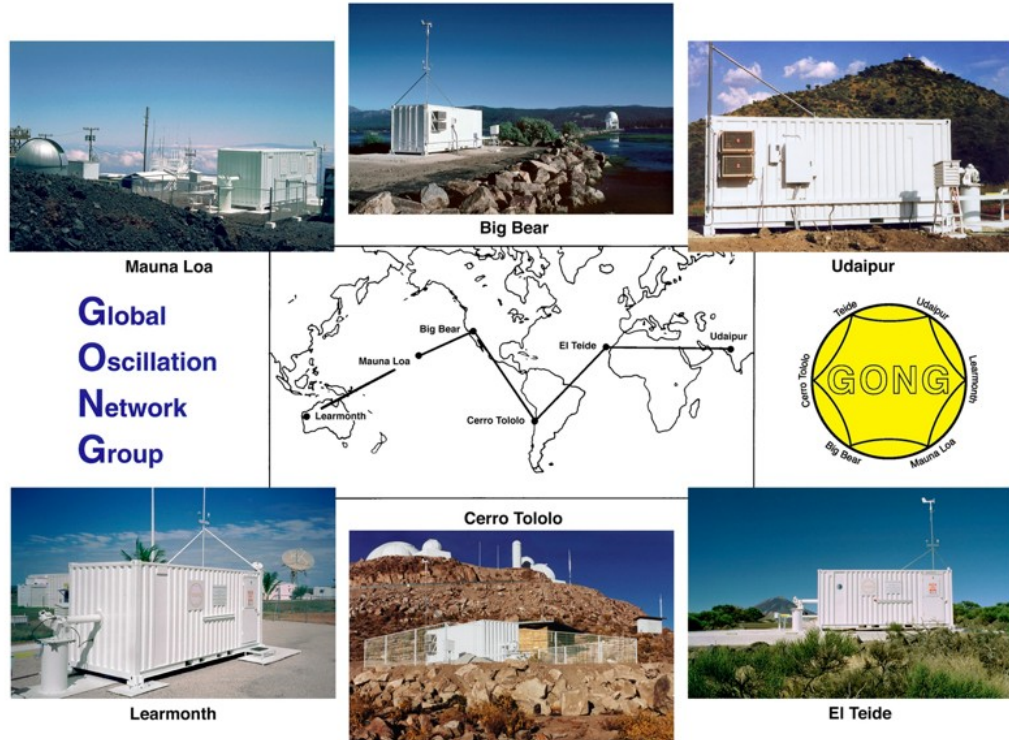 Big Bear
Mauna Loa
Udaipur
Global
Oscillation
Network
Group
Big Bear
Mauna Loa
Learmonth
El Teide
Udaipur
Cerro Tololo
Teide
Udaipur
Cerro Tololo
GONG
Learmonth
Big Bear
Mauna Loa
Cerro Tololo
Learmonth
El Teide